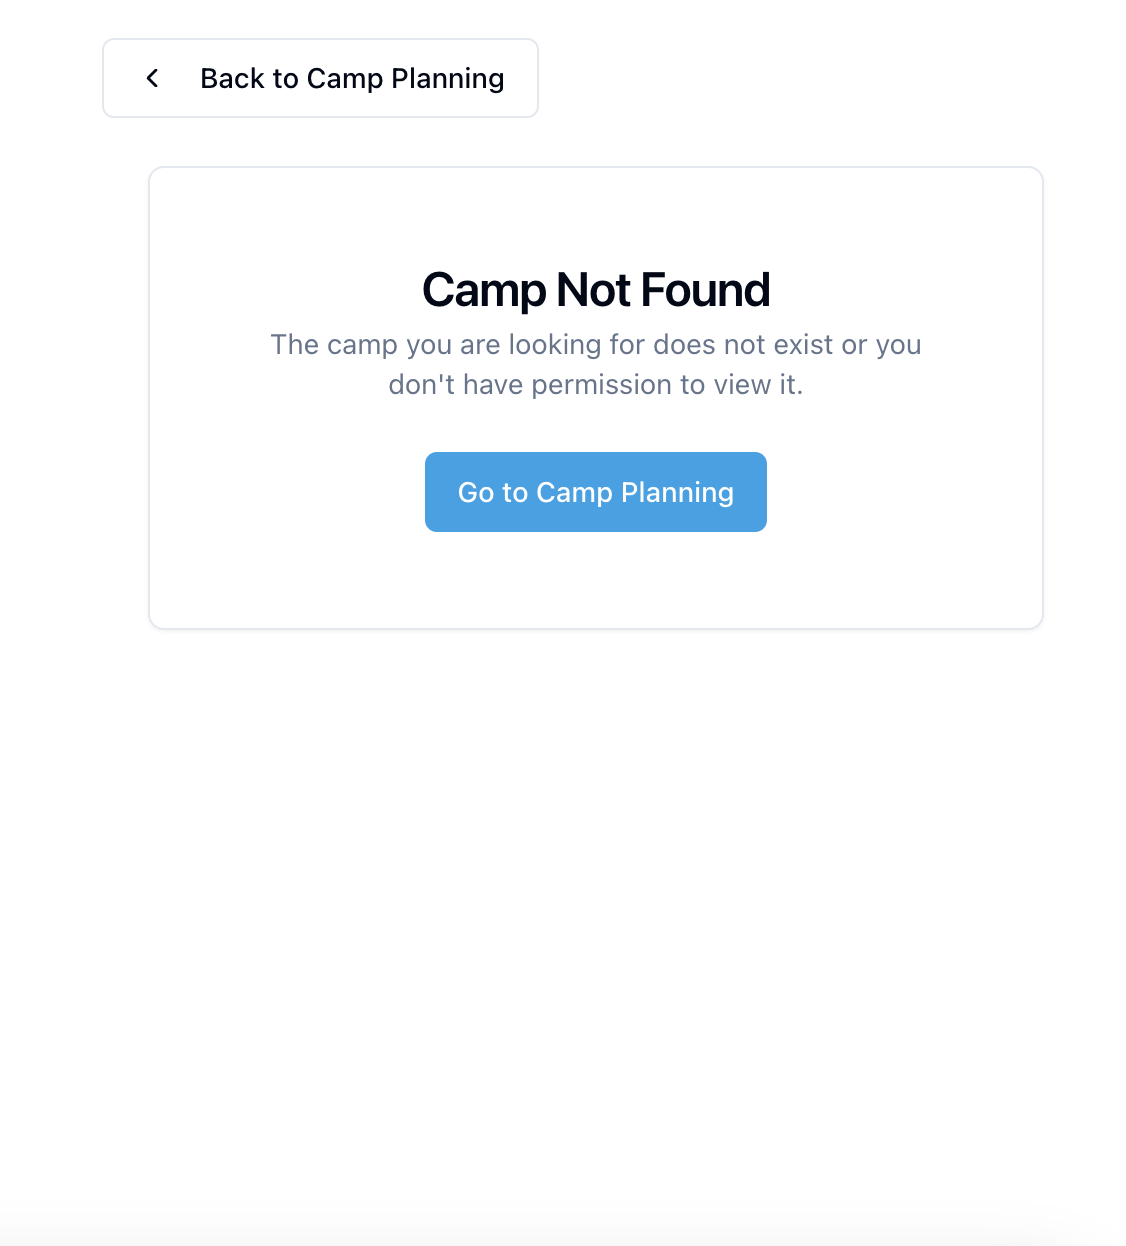 Back to Camp Planning
Camp Not Found
The camp you are looking for does not exist or you
don't have permission to view it.
Go to Camp Planning